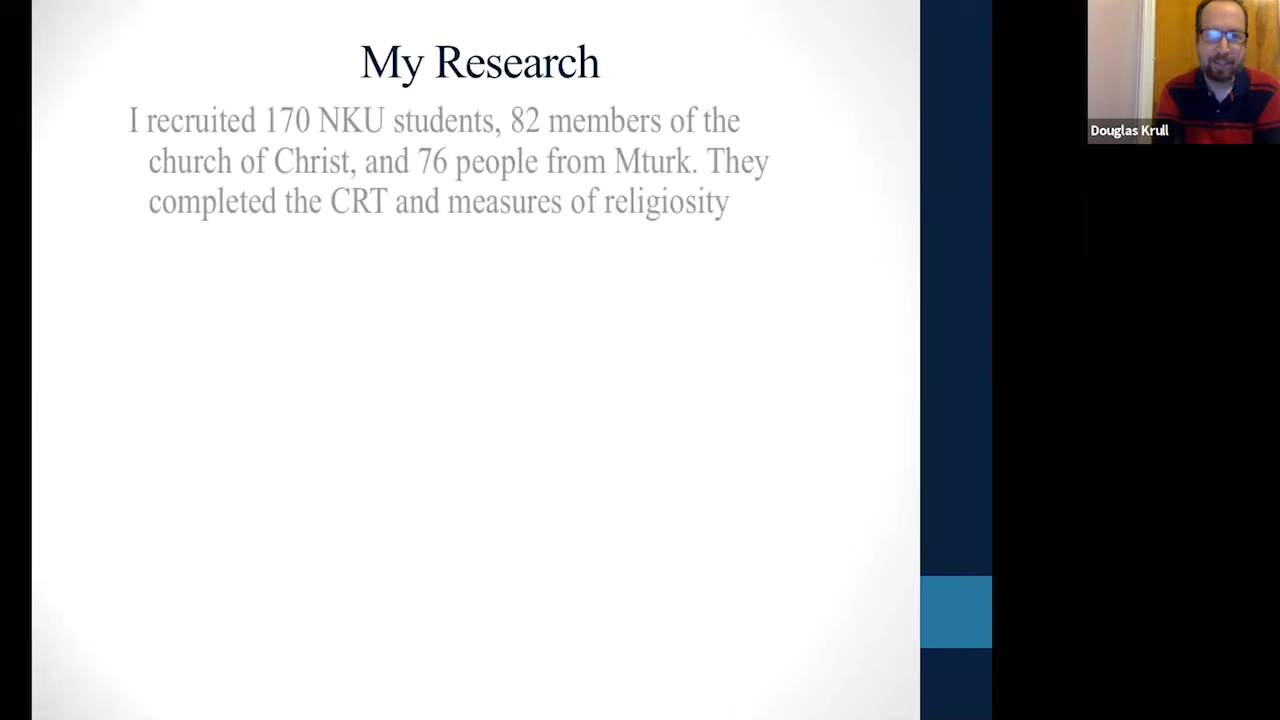 My Research
I recruited 170 NKU students, 82 members of the
church of Christ, and 76 people from Mturk. They
completed the CRT and measures of religiosity
Douglas Krull